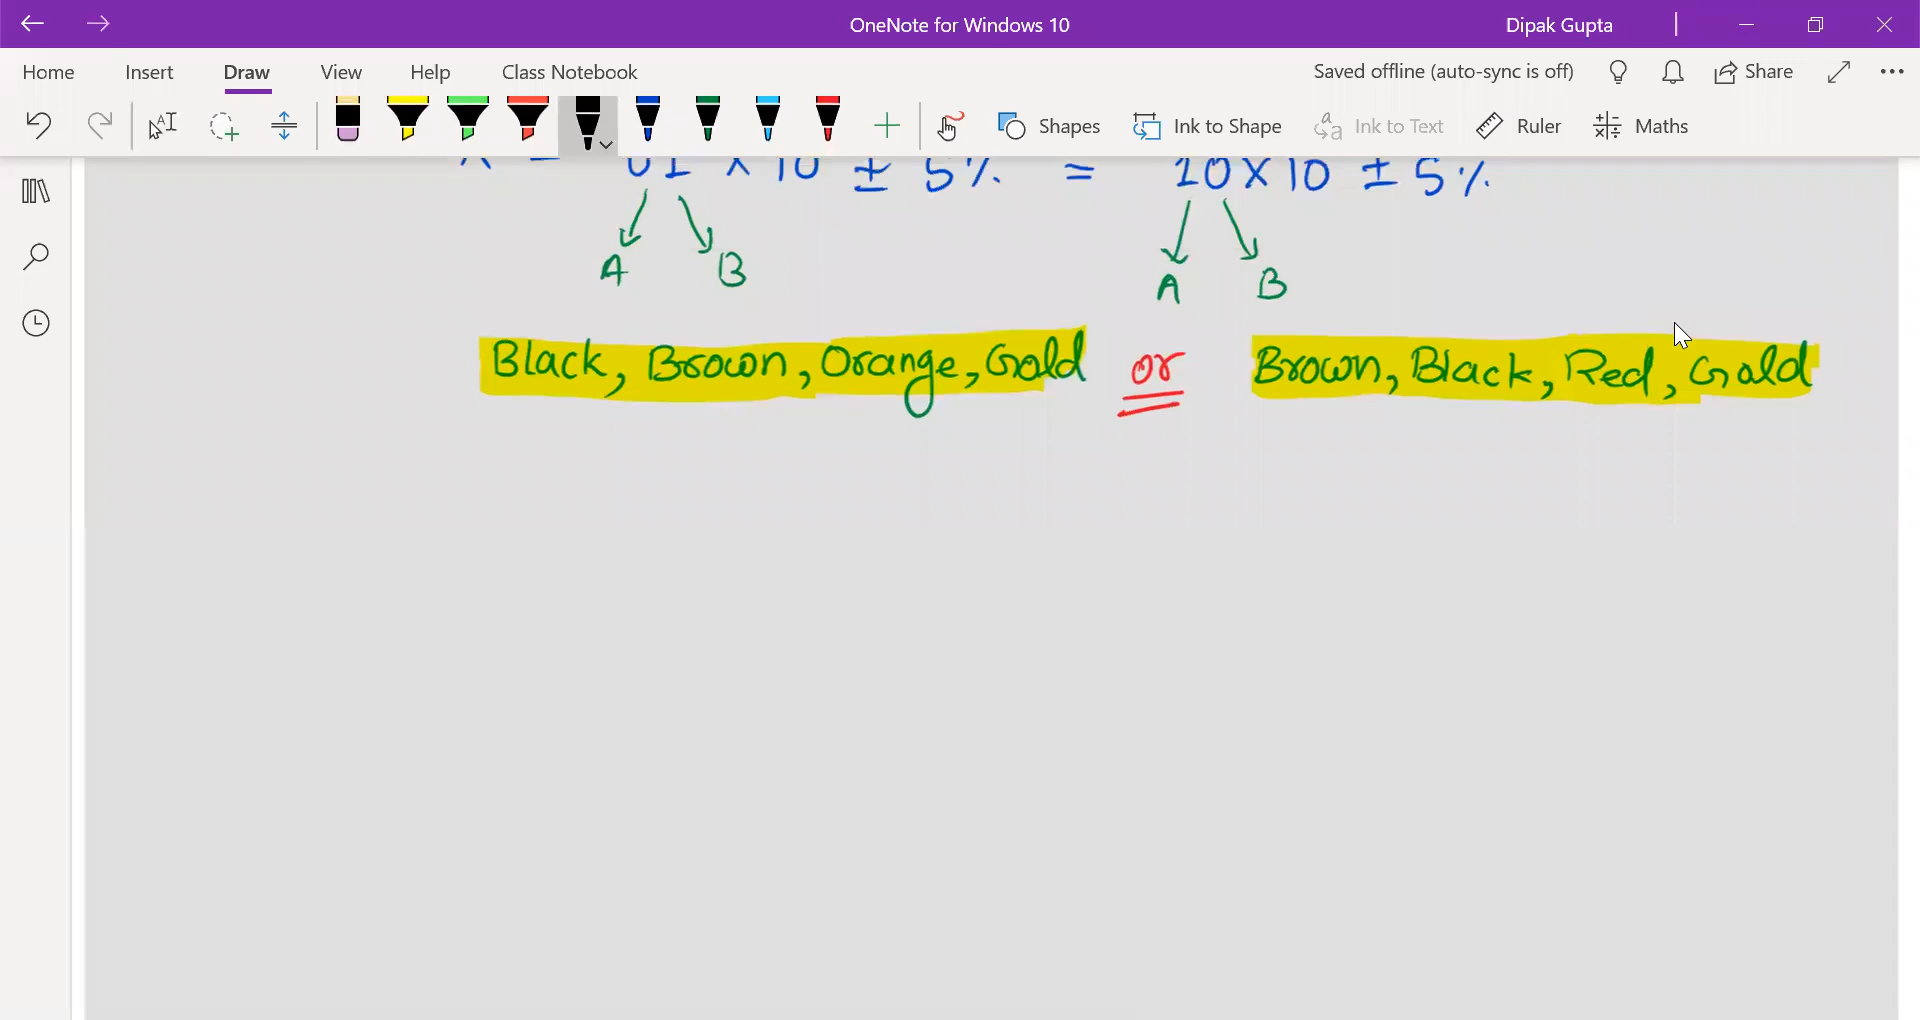 OneNote for Windows 10 Dipak Gupta
Home Insert Draw View Help Class Notebook Saved offline (auto-sync is off) Share
Shapes Ink to Shape Ink to Text Ruler Maths
= 01 × 10 ± 5% = 10×10 ± 5%
A B A B
Black, Brown, Orange, Gold or Brown, Black, Red, Gold